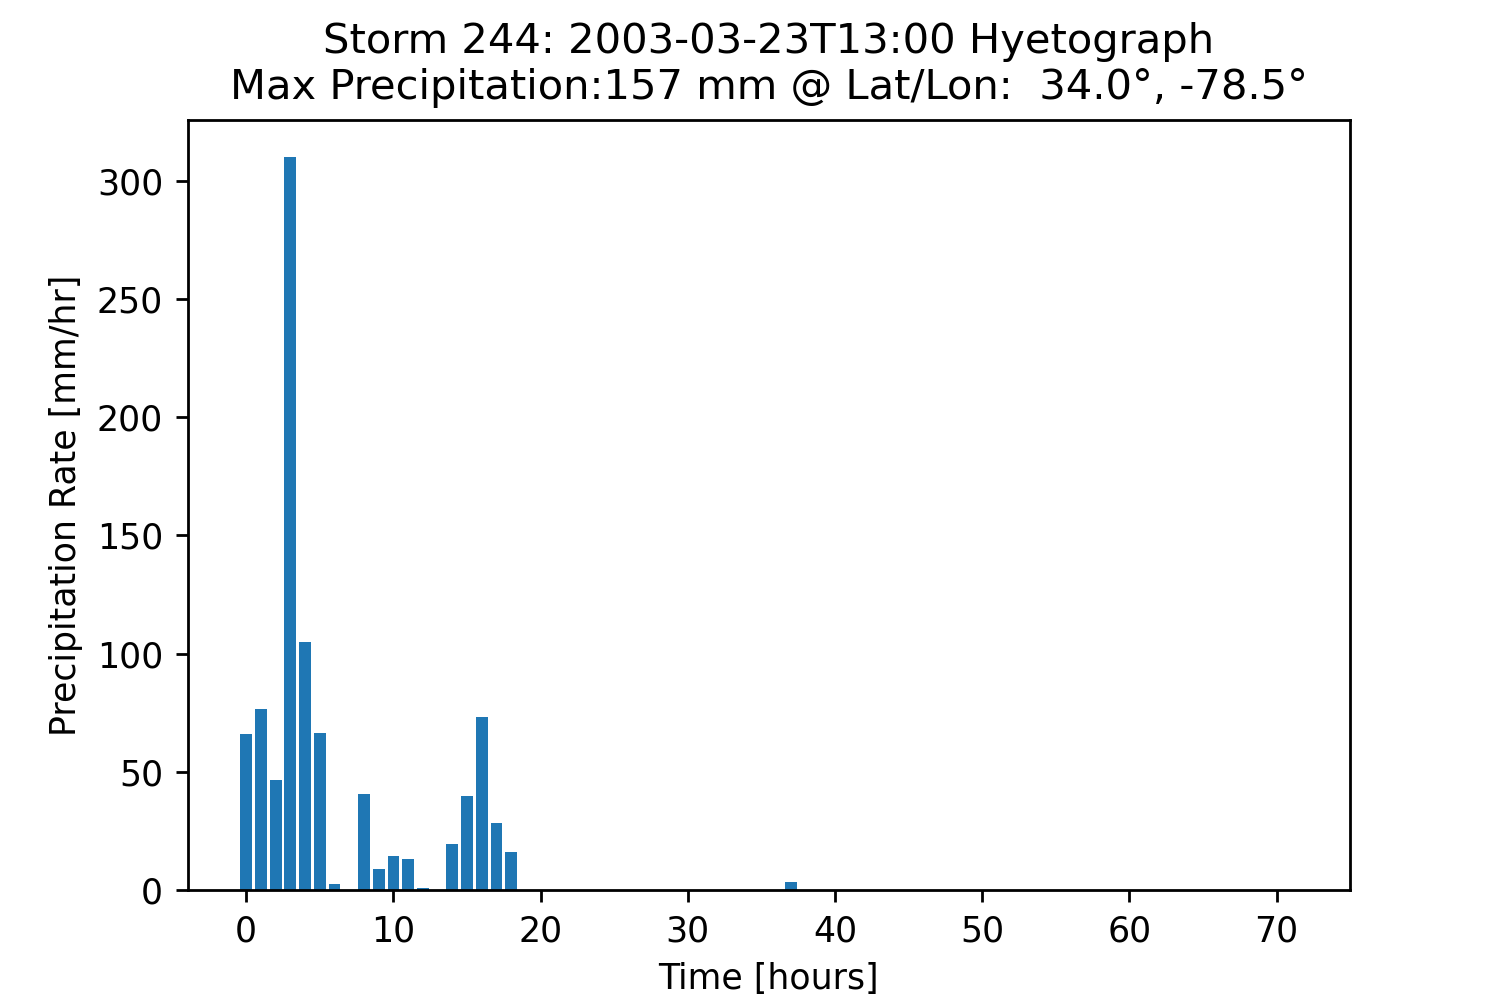 Storm 244: 2003-03-23T13:00 Hyetograph
Max Precipitation:157 mm @ Lat/Lon:  34.0°, -78.5°
Precipitation Rate [mm/hr]
300
250
200
150
100
50
0
0 10 20 30 40 50 60 70
Time [hours]